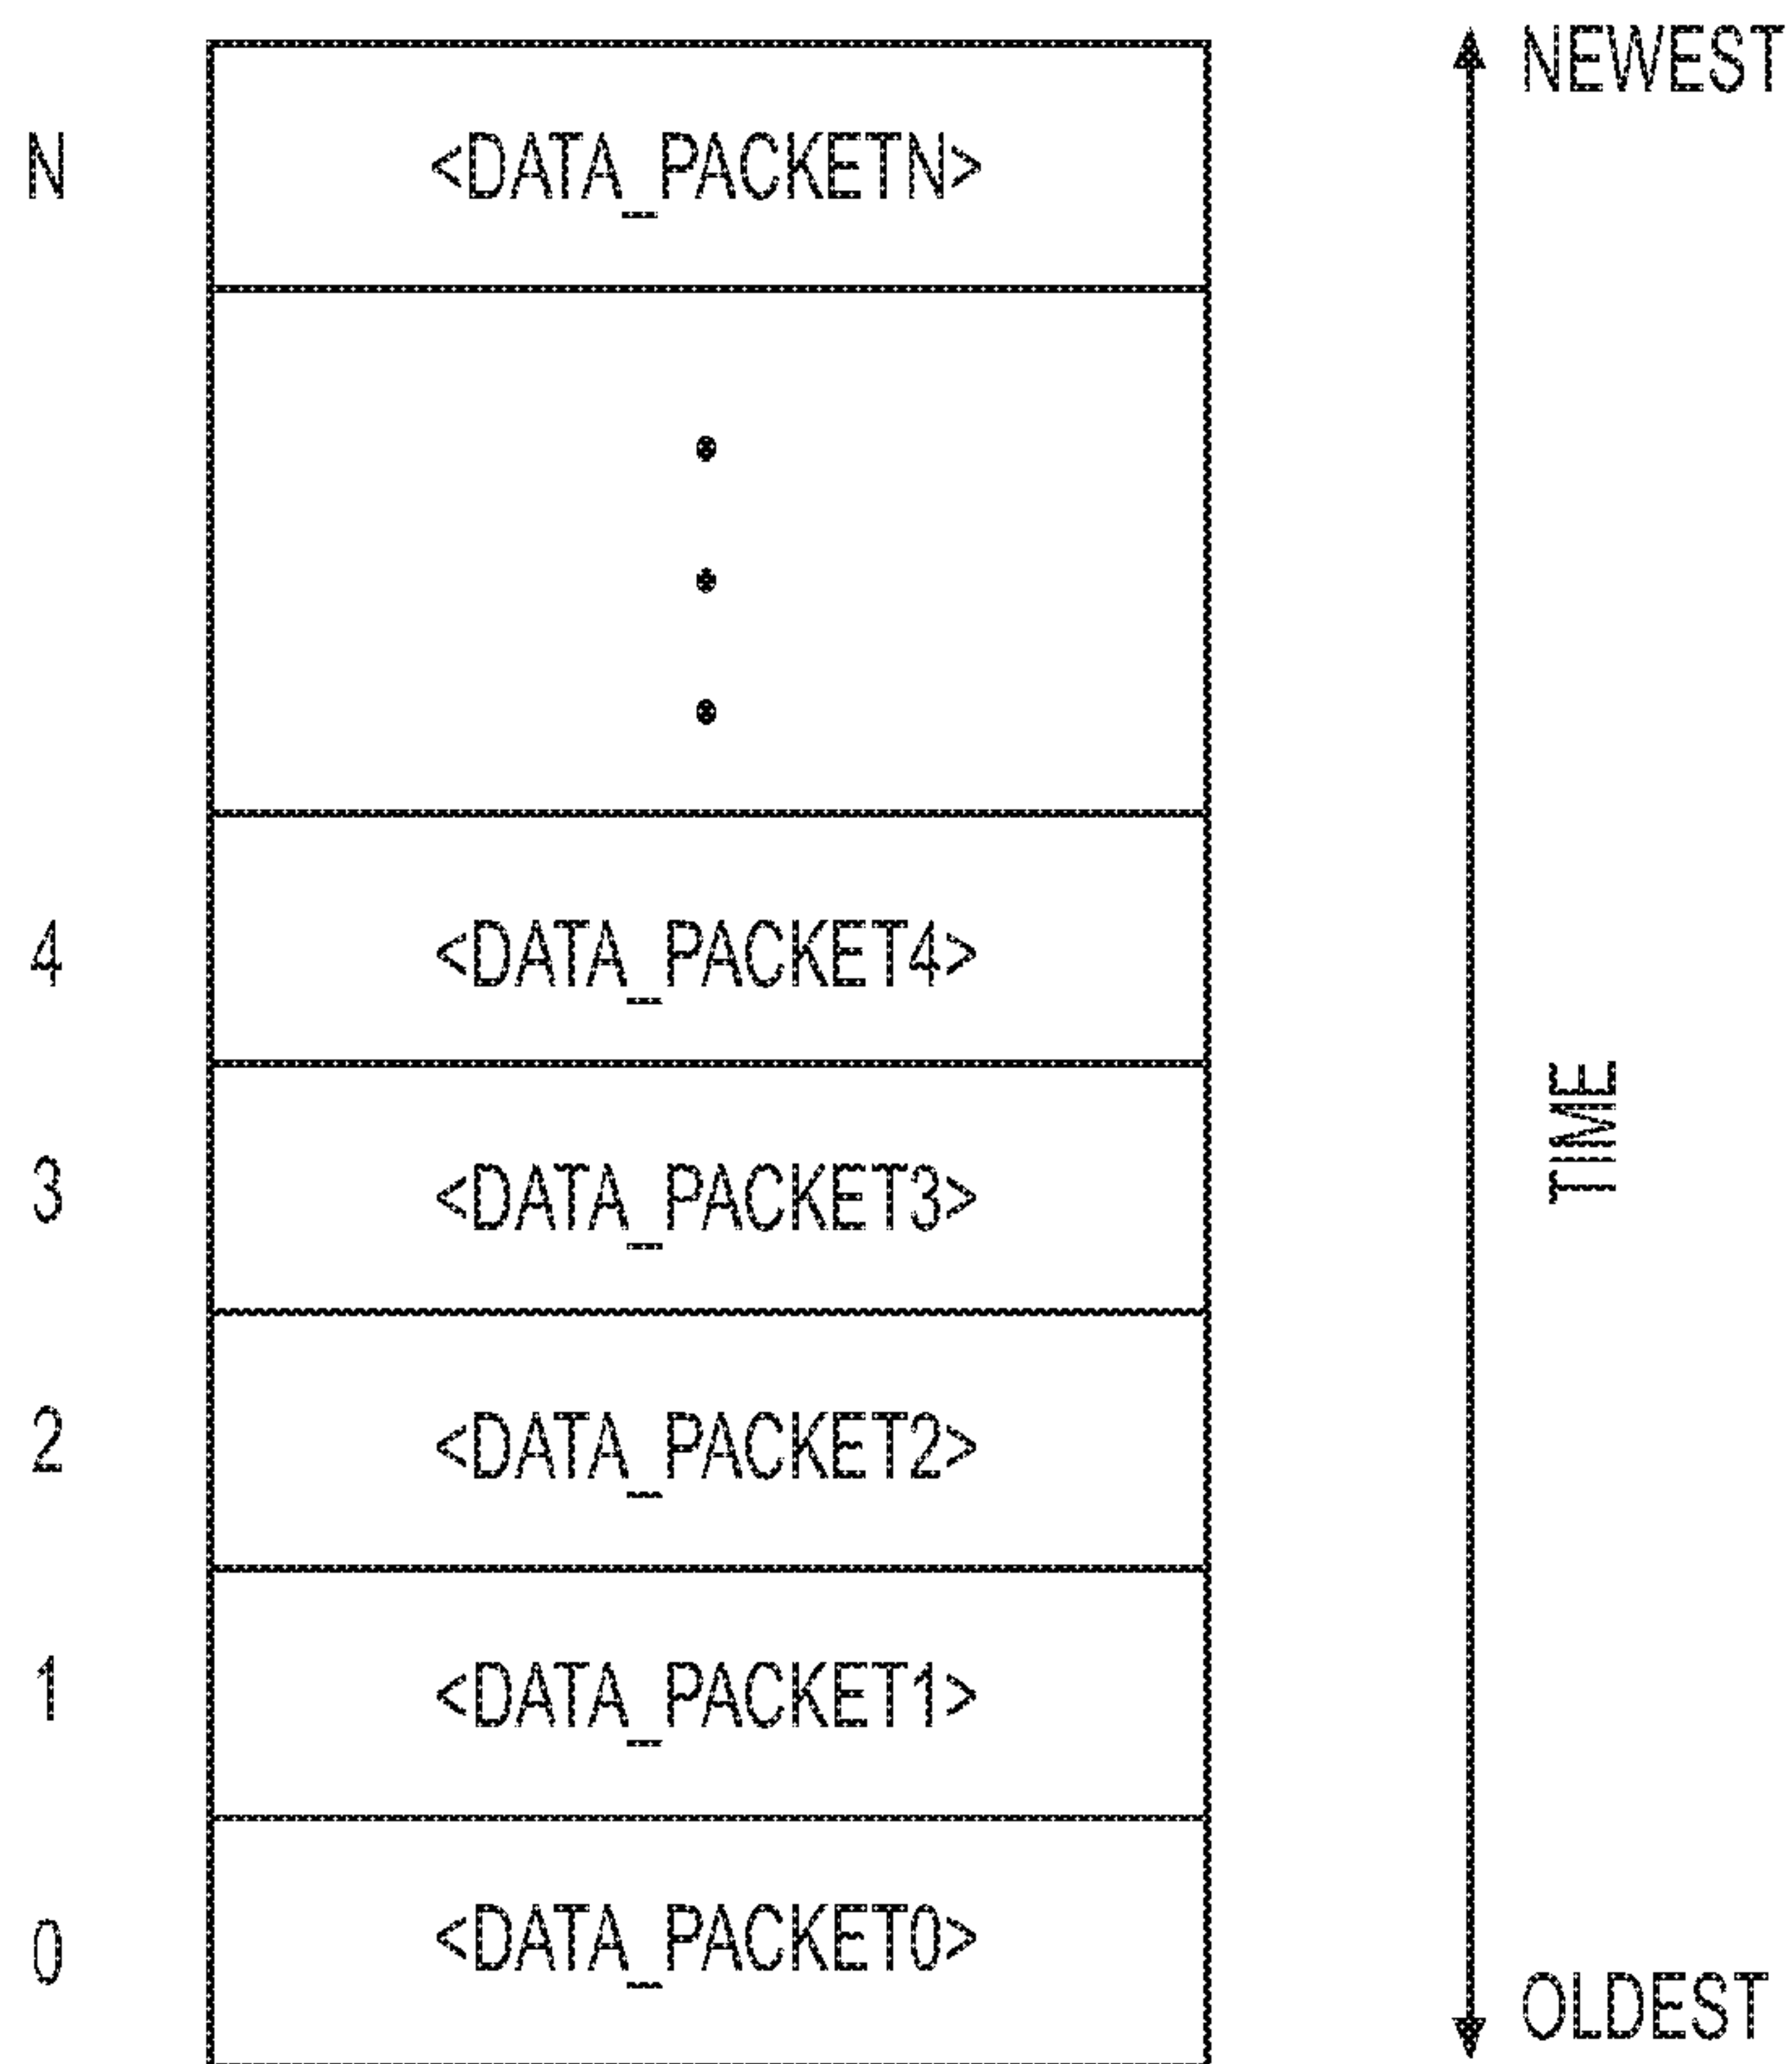 NEWEST
N <DATA_PACKETN>
4 <DATA_PACKET4>
TIME
3 <DATA_PACKET3>
2 <DATA_PACKET2>
1 <DATA_PACKET1>
0 <DATA_PACKET0>
OLDEST